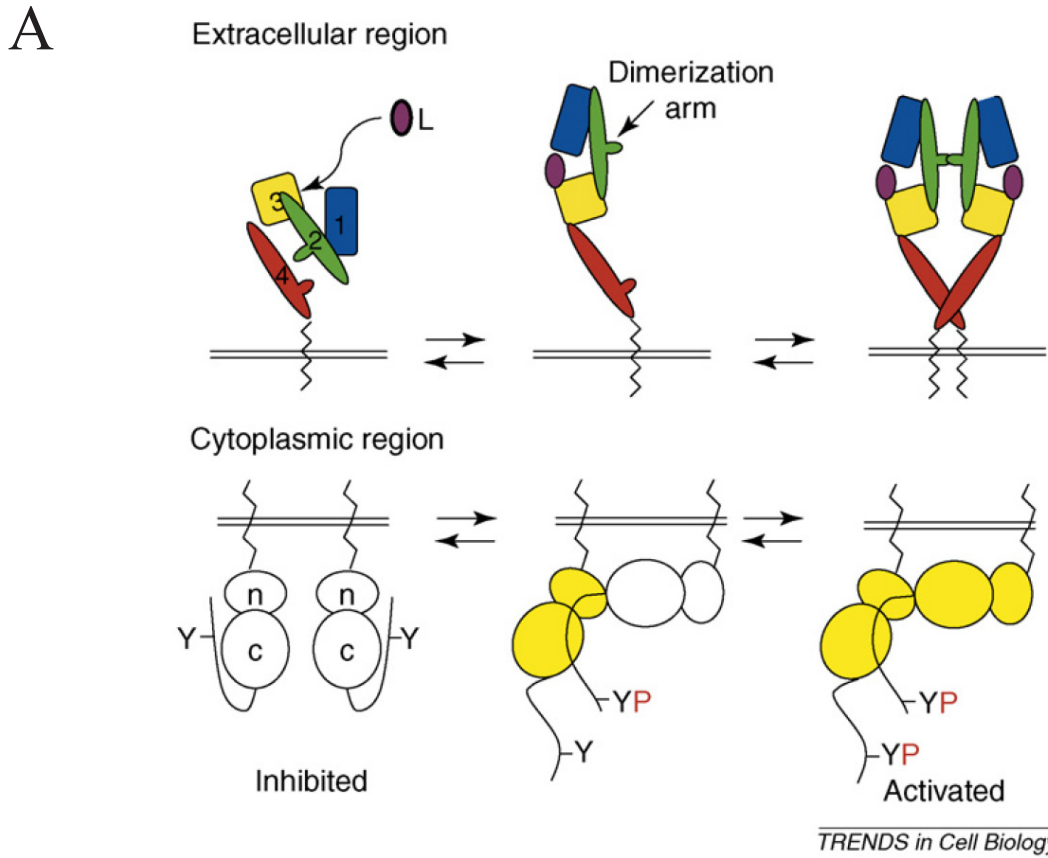 A
Extracellular region
L
Dimerization
arm
3
1
2
4
Cytoplasmic region
n
n
Y
c
c
Y
YP
YP
Y
YP
Inhibited
Activated
TRENDS in Cell Biology